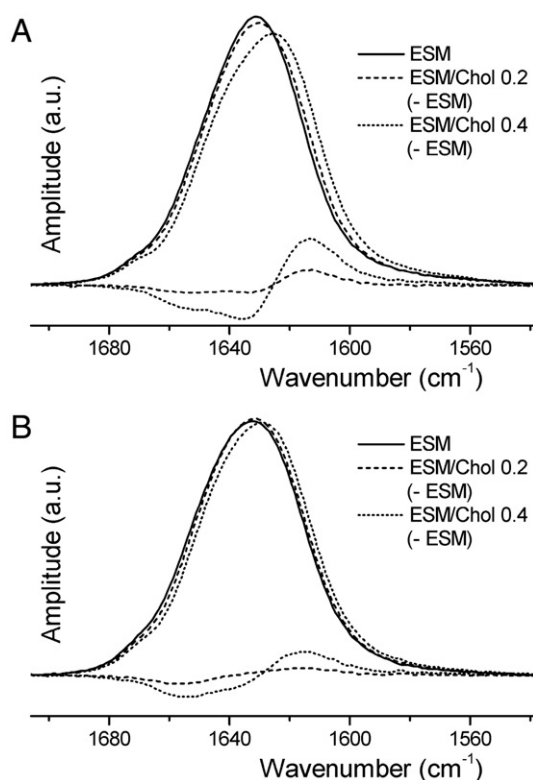 A
Amplitude (a.u.)
ESM
ESM/Chol 0.2
(- ESM)
ESM/Chol 0.4
(- ESM)
1680 1640 1600 1560
Wavenumber (cm⁻¹)
B
Amplitude (a.u.)
ESM
ESM/Chol 0.2
(- ESM)
ESM/Chol 0.4
(- ESM)
1680 1640 1600 1560
Wavenumber (cm⁻¹)